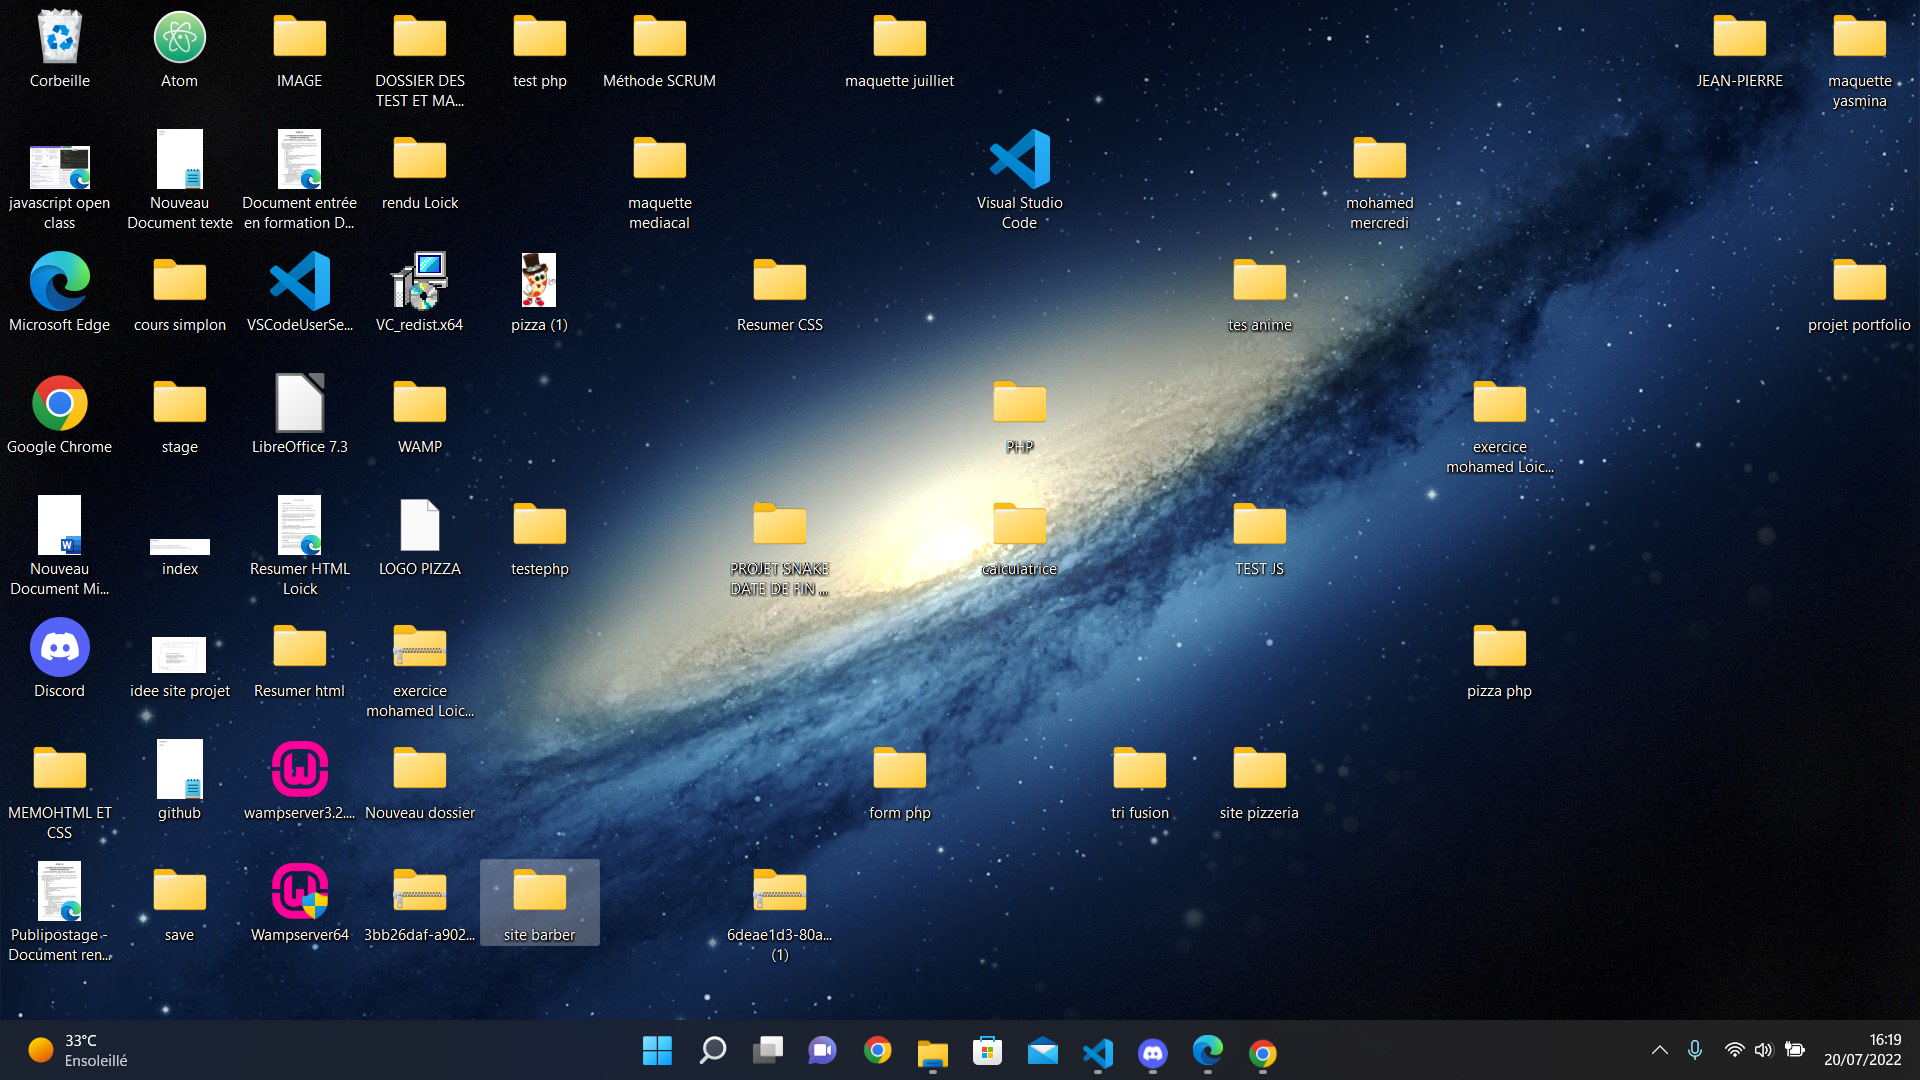 Corbeille
Atom
IMAGE
DOSSIER DES
TEST ET MA...
test php
Méthode SCRUM
maquette juilliet
JEAN-PIERRE
maquette
yasmina
javascript open
class
Nouveau
Document texte
Document entrée
en formation D...
rendu Loick
maquette
mediacal
Visual Studio
Code
mohamed
mercredi
Microsoft Edge
cours simplon
VSCodeUserSe...
VC_redist.x64
pizza (1)
Resumer CSS
tes anime
projet portfolio
Google Chrome
stage
LibreOffice 7.3
WAMP
PHP
exercice
mohamed Loic...
Nouveau
Document Mi...
index
Resumer HTML
Loick
LOGO PIZZA
testephp
PROJET SNAKE
DATE DE FIN ...
calculatrice
TEST JS
Discord
idee site projet
Resumer html
exercice
mohamed Loic...
pizza php
MEMOHTML ET
CSS
github
wampserver3.2....
Nouveau dossier
form php
tri fusion
site pizzeria
Publipostage -
Document ren...
save
Wampserver64
3bb26daf-a902...
site barber
6deae1d3-80a...
(1)
33°C
Ensoleillé
16:19
20/07/2022